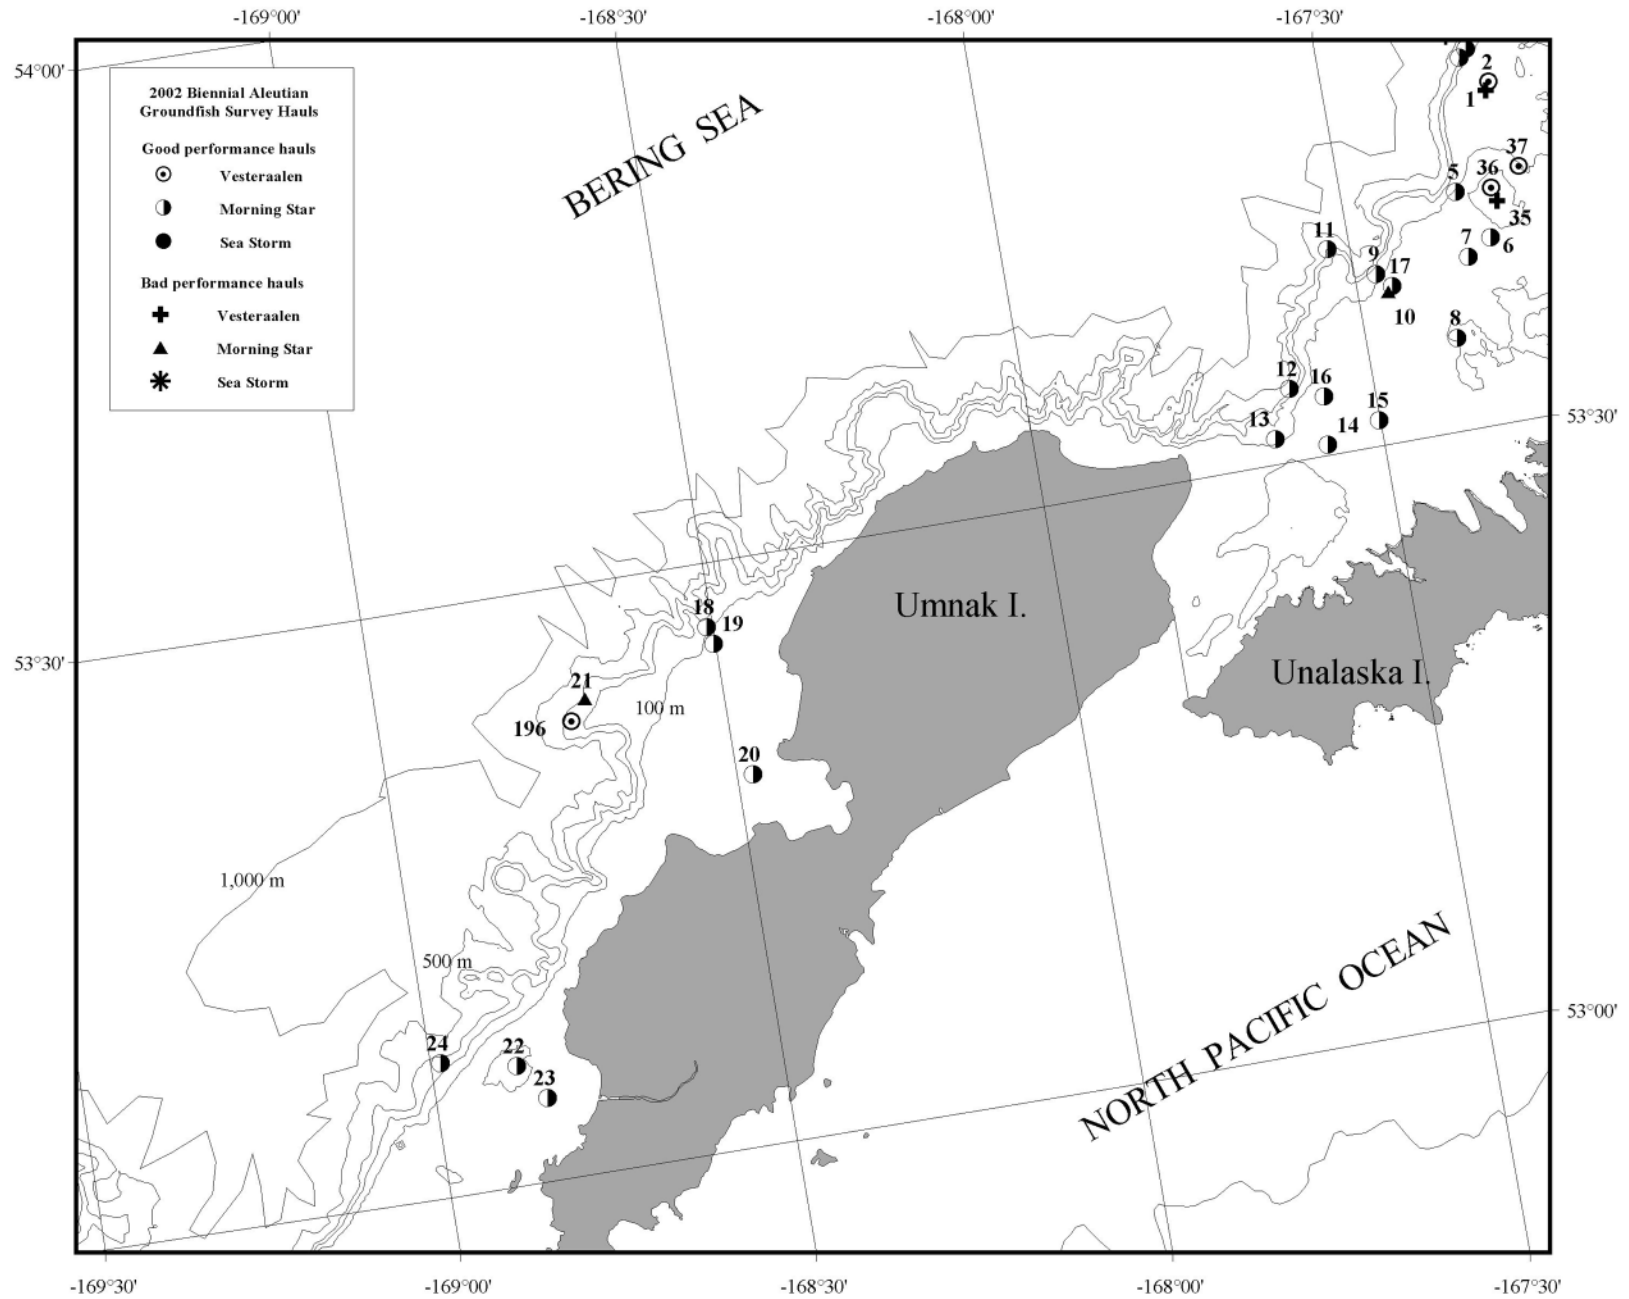 -169°00'
-168°30'
-168°00'
-167°30'
54°00'
2002 Biennial Aleutian
Groundfish Survey Hauls
Good performance hauls
Vesteraalen
Morning Star
Sea Storm
Bad performance hauls
Vesteraalen
Morning Star
Sea Storm
BERING SEA
2
1
37
36
5
35
7
6
11
9
17
10
8
12
16
15
13
14
53°30'
Umnak I.
Unalaska I.
18
19
53°30'
21
100 m
196
20
1,000 m
500 m
NORTH PACIFIC OCEAN
53°00'
24
22
23
-169°30'
-169°00'
-168°30'
-168°00'
-167°30'